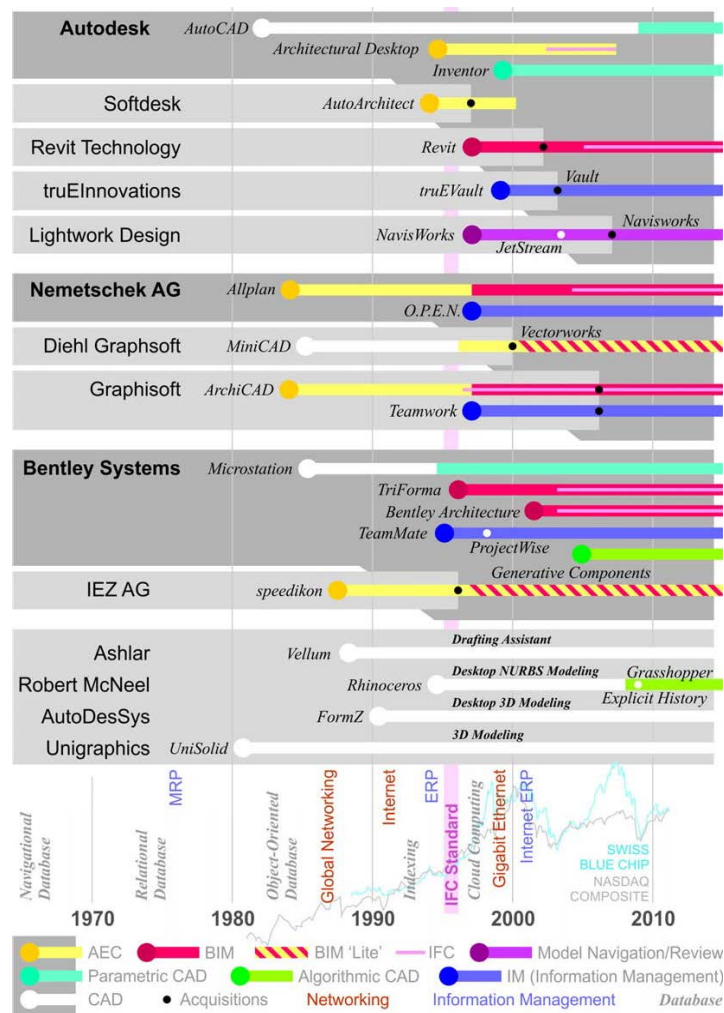 Autodesk
AutoCAD
Architectural Desktop
Inventor
Softdesk
AutoArchitect
Revit Technology
Revit
truEInnovations
truEVault
Vault
Lightwork Design
NavisWorks
JetStream
Navisworks
Nemetschek AG
Allplan
O.P.E.N.
Diehl Graphsoft
MiniCAD
Vectorworks
Graphisoft
ArchiCAD
Teamwork
Bentley Systems
Microstation
TriForma
Bentley Architecture
TeamMate
ProjectWise
Generative Components
IEZ AG
speedikon
Ashlar
Vellum
Drafting Assistant
Robert McNeel
Rhinoceros
Desktop NURBS Modeling
Grasshopper
Explicit History
AutoDesSys
FormZ
Desktop 3D Modeling
Unigraphics
UniSolid
3D Modeling
Navigational
Database
Relational
Database
MRP
Object-Oriented
Database
Global Networking
Internet
Indexing
ERP
IFC Standard
Cloud Computing
Gigabit Ethernet
Internet ERP
SWISS
BLUE CHIP
NASDAQ
COMPOSITE
1970
1980
1990
2000
2010
AEC
BIM
BIM 'Lite'
IFC
Model Navigation/Review
Parametric CAD
Algorithmic CAD
IM (Information Management)
CAD
Acquisitions
Networking
Information Management
Database